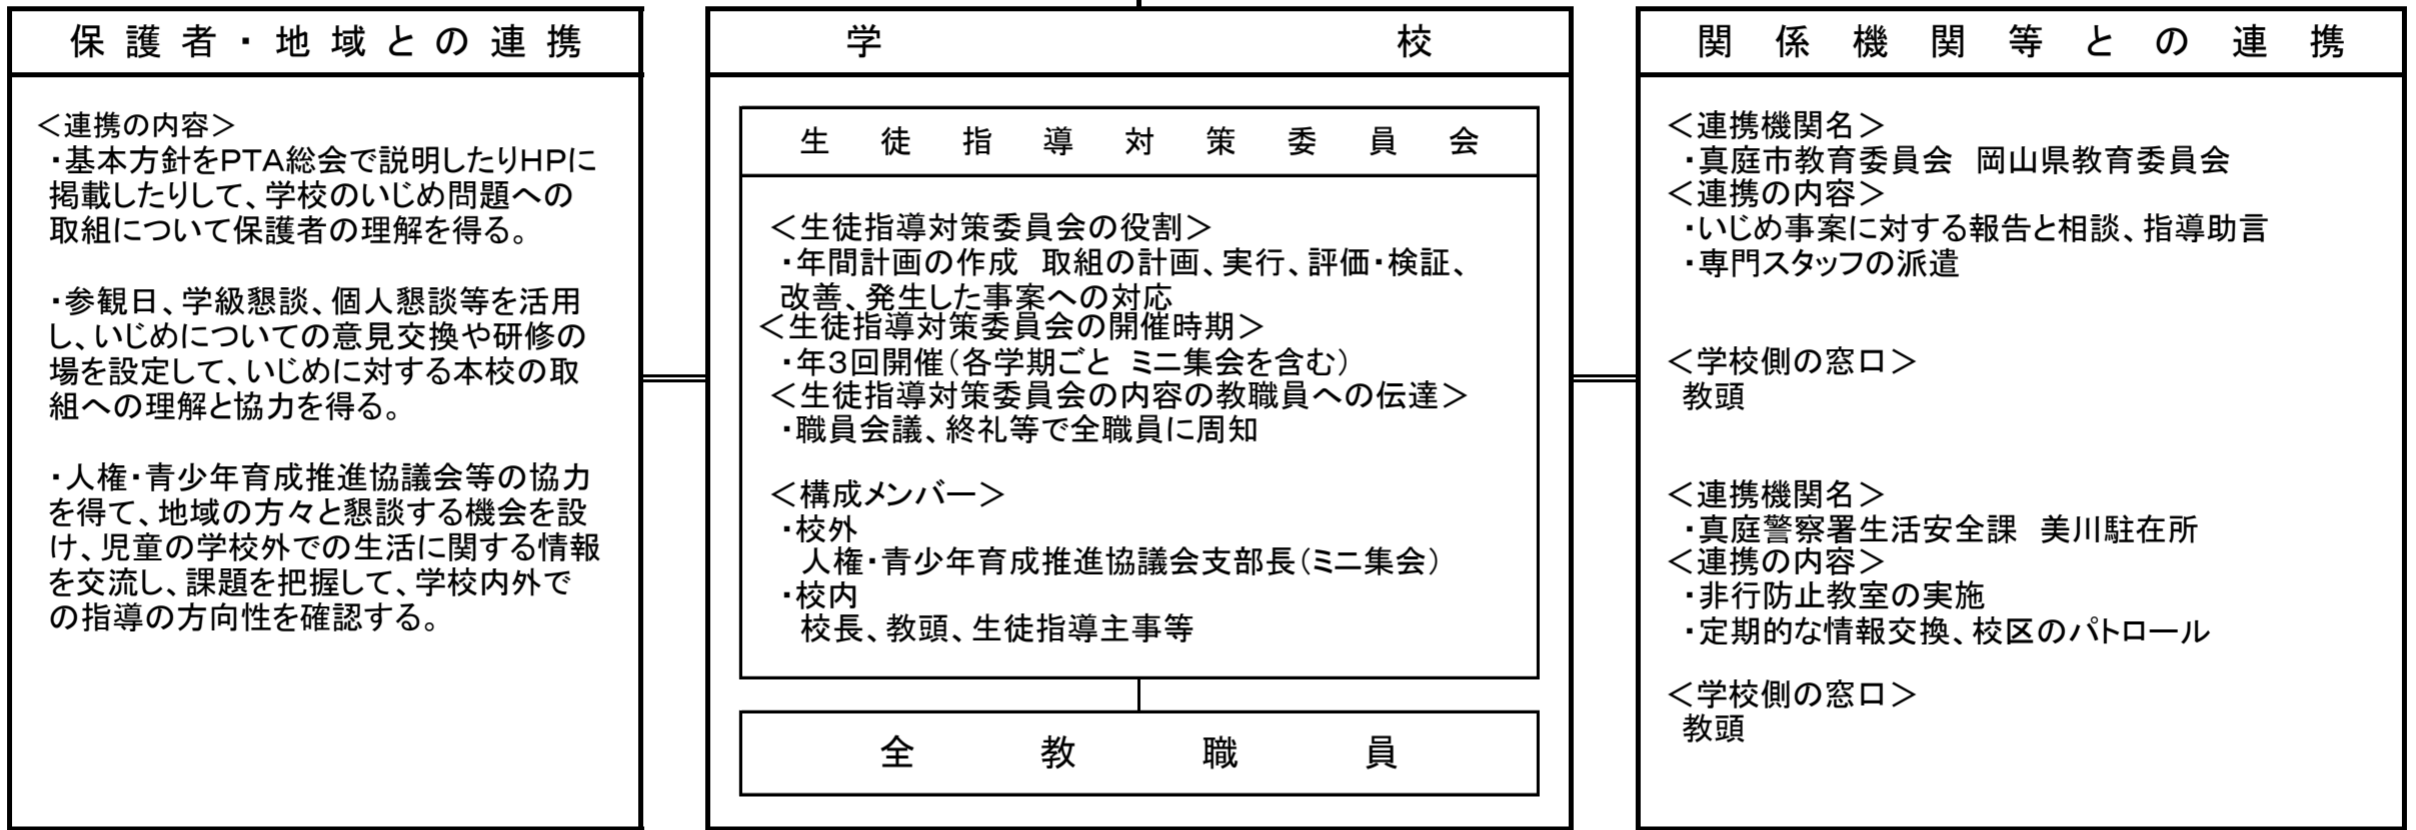 保護者・地域との連携
＜連携の内容＞
・基本方針をPTA総会で説明したりHPに
掲載したりして、学校のいじめ問題への
取組について保護者の理解を得る。
・参観日、学級懇談、個人懇談等を活用
し、いじめについての意見交換や研修の
場を設定して、いじめに対する本校の取
組への理解と協力を得る。
・人権・青少年育成推進協議会等の協力
を得て、地域の方々と懇談する機会を設
け、児童の学校外での生活に関する情報
を交流し、課題を把握して、学校内外で
の指導の方向性を確認する。
学校
生徒指導対策委員会
＜生徒指導対策委員会の役割＞
・年間計画の作成　取組の計画、実行、評価・検証、
改善、発生した事案への対応
＜生徒指導対策委員会の開催時期＞
・年３回開催（各学期ごと　ミニ集会を含む）
＜生徒指導対策委員会の内容の教職員への伝達＞
・職員会議、終礼等で全職員に周知
＜構成メンバー＞
・校外
人権・青少年育成推進協議会支部長（ミニ集会）
・校内
校長、教頭、生徒指導主事等
全教職員
関係機関等との連携
＜連携機関名＞
・真庭市教育委員会　岡山県教育委員会
＜連携の内容＞
・いじめ事案に対する報告と相談、指導助言
・専門スタッフの派遣
＜学校側の窓口＞
教頭
＜連携機関名＞
・真庭警察署生活安全課　美川駐在所
＜連携の内容＞
・非行防止教室の実施
・定期的な情報交換、校区のパトロール
＜学校側の窓口＞
教頭